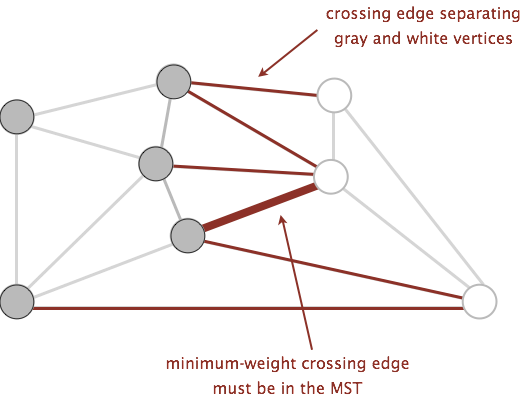 crossing edge separating
gray and white vertices
minimum-weight crossing edge
must be in the MST